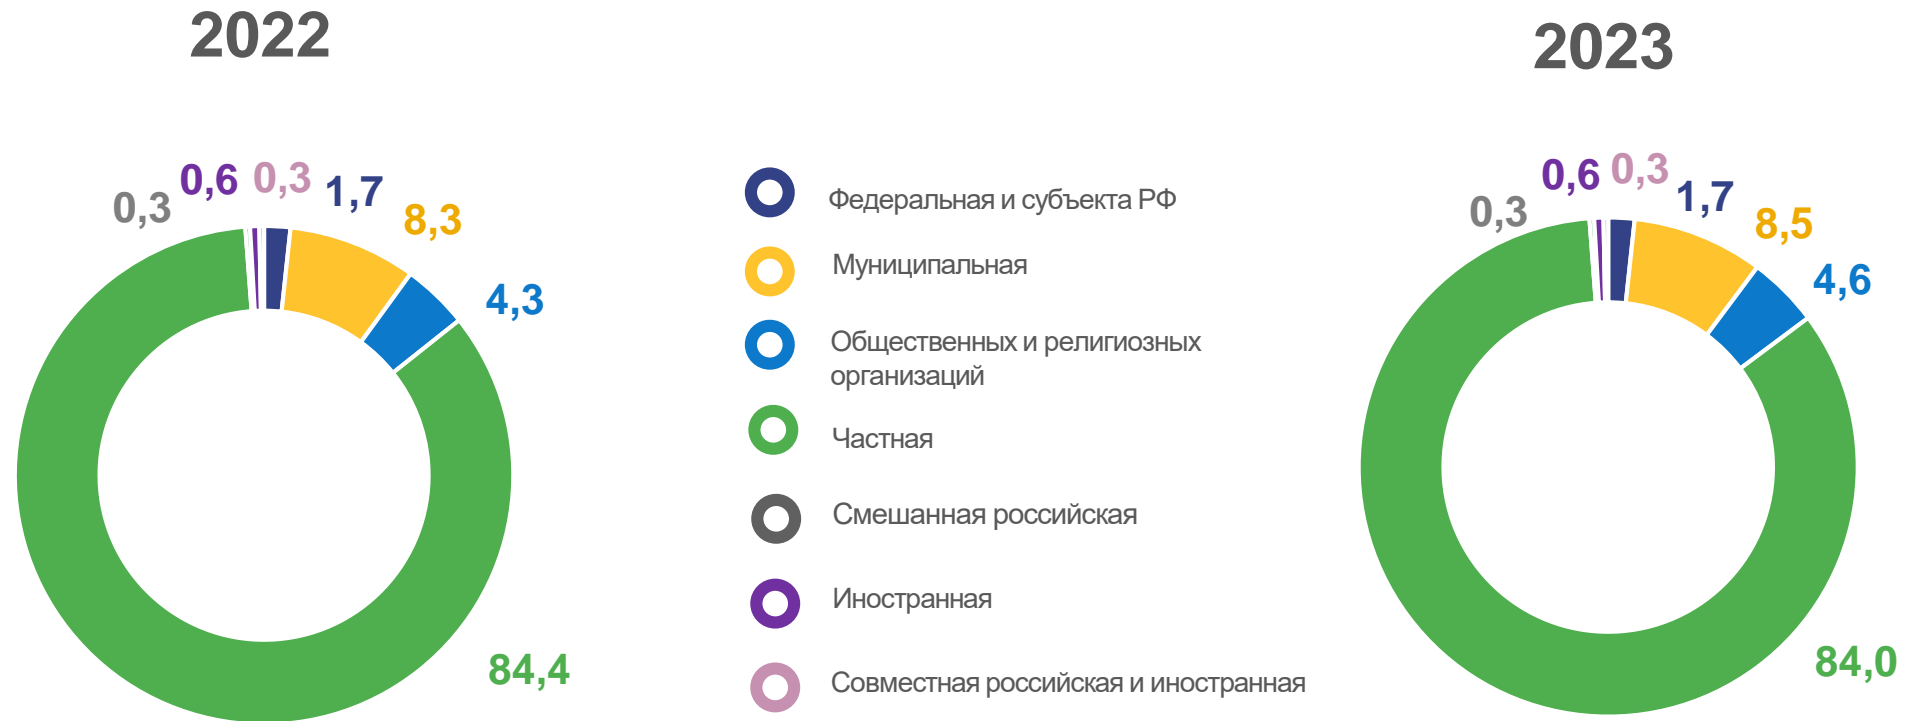 2022
0,3
0,6
0,3
1,7
8,3
4,3
84,4
Федеральная и субъекта РФ
Муниципальная
Общественных и религиозных
организаций
Частная
Смешанная российская
Иностранная
Совместная российская и иностранная
2023
0,3
0,6
0,3
1,7
8,5
4,6
84,0